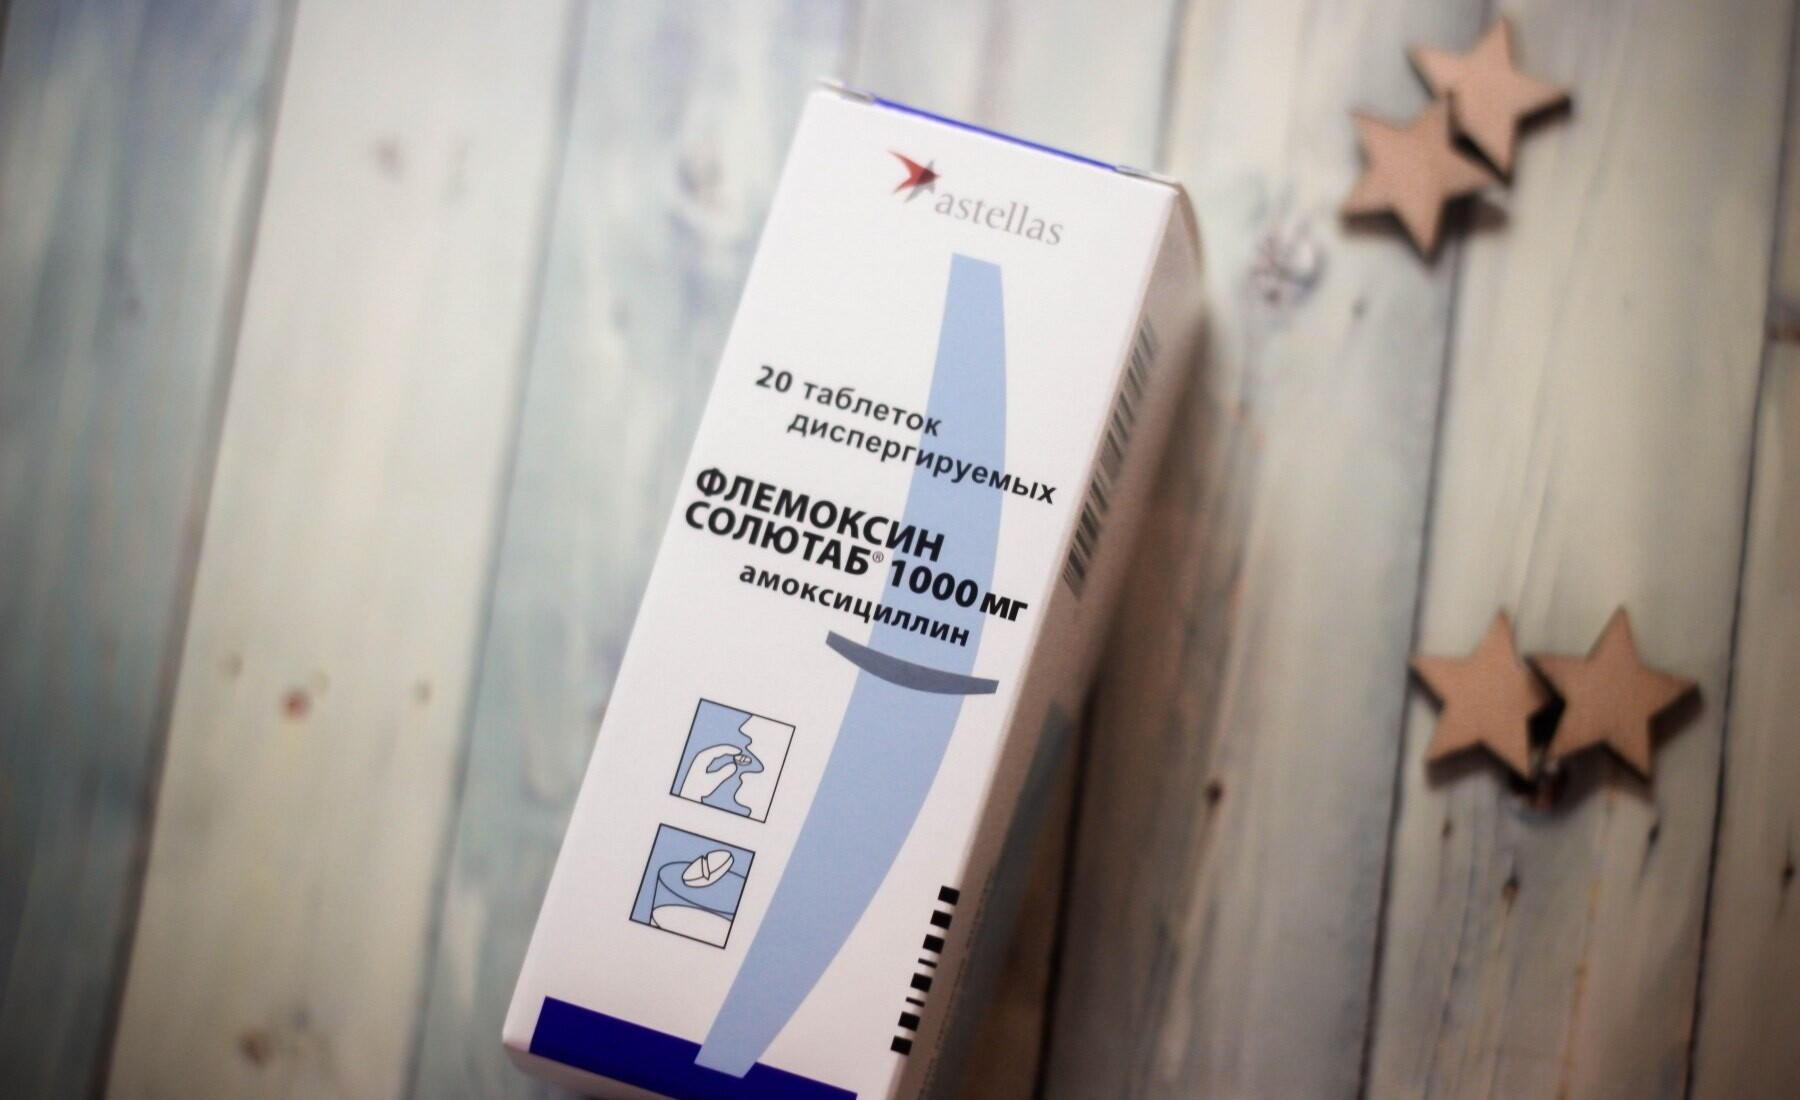 astellas
20 таблеток
диспергируемых
ФЛЕМОКСИН
СОЛЮТАБ® 1000 мг
амоксициллин